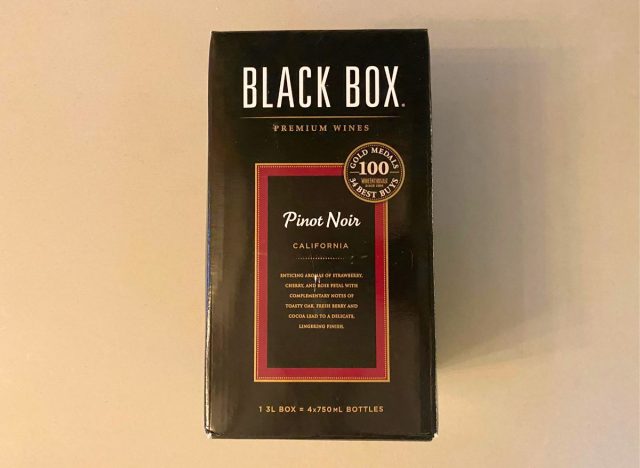 BLACK BOX®
PREMIUM WINES
GOLD MEDALS
100
SINCE 2003
34 BEST BUYS
Pinot Noir
CALIFORNIA
ENTICING AROMAS OF STRAWBERRY,
CHERRY, AND ROSE PETAL WITH
COMPLEMENTARY NOTES OF
TOASTY OAK. FRESH BERRY AND
COCOA LEAD TO A DELICATE,
LINGERING FINISH.
1 3L BOX = 4x750ML BOTTLES